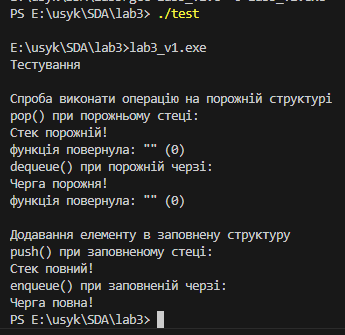 PS E:\usyk\SDA\lab3> ./test
E:\usyk\SDA\lab3>lab3_v1.exe
Тестування
Спроба виконати операцію на порожній структурі
pop() при порожньому стеці:
Стек порожній!
функція повернула: "" (0)
dequeue() при порожній черзі:
Черга порожня!
функція повернула: "" (0)
Додавання елементу в заповнену структуру
push() при заповненому стеці:
Стек повний!
enqueue() при заповненій черзі:
Черга повна!
PS E:\usyk\SDA\lab3>